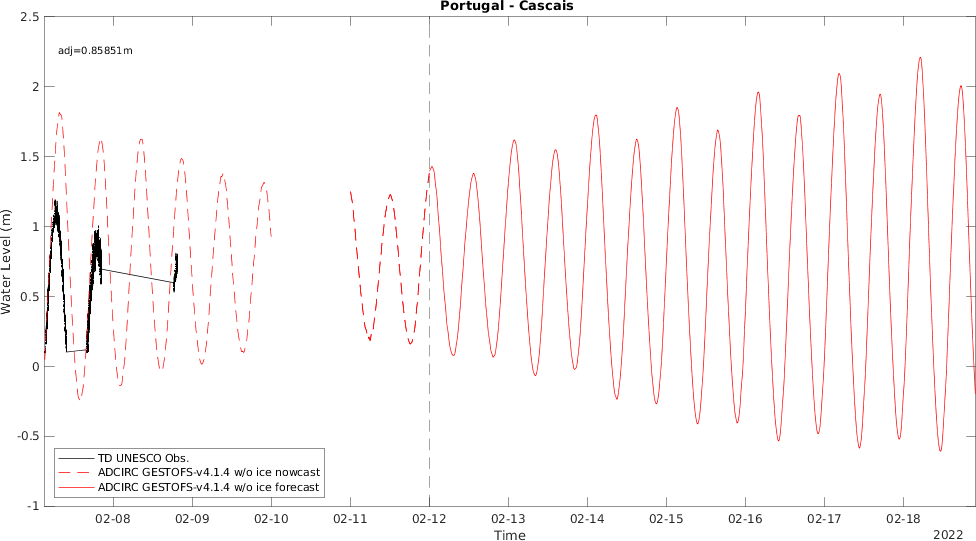 Portugal - Cascais
adj=0.85851m
2.5
2
1.5
1
0.5
0
-0.5
-1
Water Level (m)
TD UNESCO Obs.
ADCIRC GESTOFS-v4.1.4 w/o ice nowcast
ADCIRC GESTOFS-v4.1.4 w/o ice forecast
02-08 02-09 02-10 02-11 02-12 02-13 02-14 02-15 02-16 02-17 02-18
Time
2022